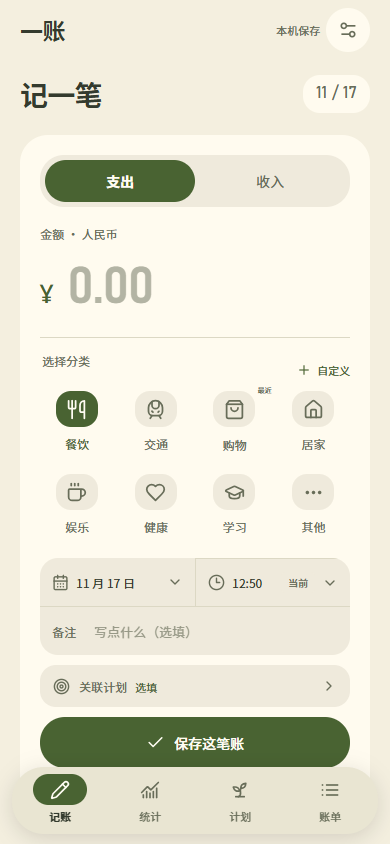 一账
本机保存
记一笔
11 / 17
支出
收入
金额 · 人民币
¥ 0.00
选择分类
+ 自定义
最近
餐饮
交通
购物
居家
娱乐
健康
学习
其他
11 月 17 日
12:50
当前
备注 写点什么（选填）
关联计划 选填
保存这笔账
记账
统计
计划
账单